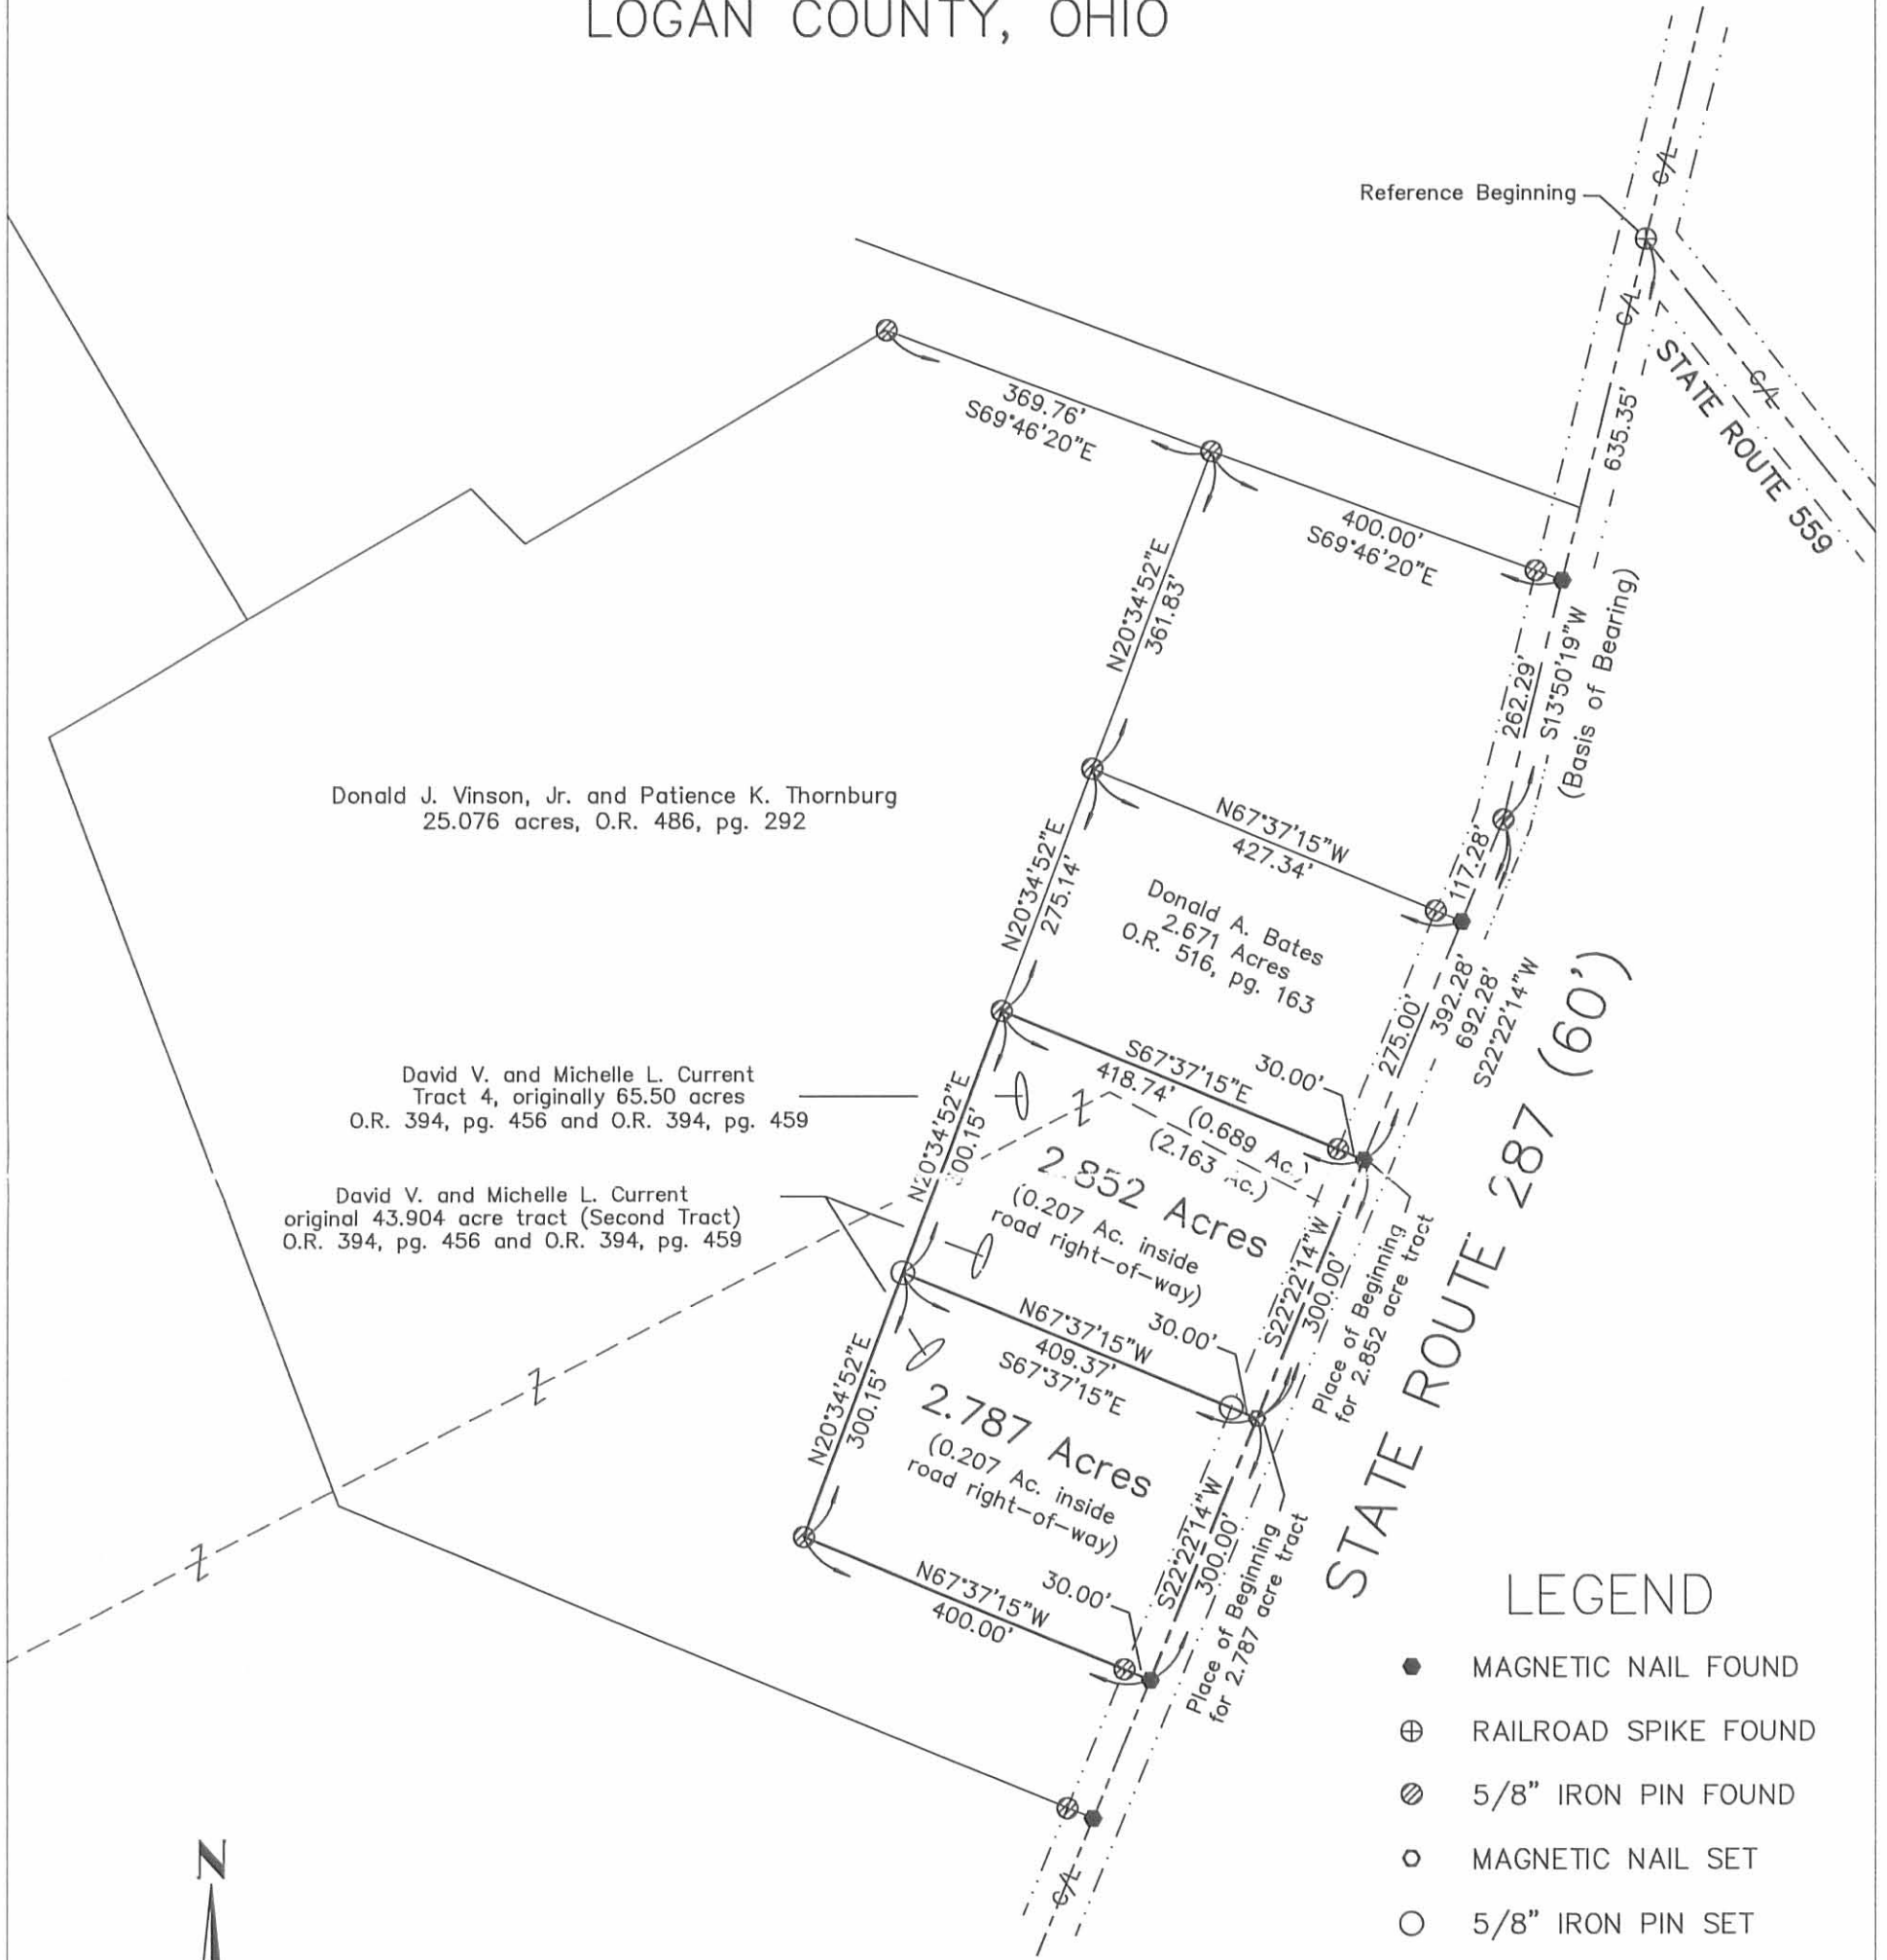 LOGAN COUNTY, OHIO
Reference Beginning
C/L
C/L
C/L
STATE ROUTE 559
635.35'
369.76'
S69°46'20"E
400.00'
S69°46'20"E
N20°34'52"E
361.83'
262.29'
S13°50'19"W
(Basis of Bearing)
Donald J. Vinson, Jr. and Patience K. Thornburg
25.076 acres, O.R. 486, pg. 292
N67°37'15"W
427.34'
117.28'
N20°34'52"E
275.14'
Donald A. Bates
2.671 Acres
O.R. 516, pg. 163
275.00'
392.28'
692.28'
S22°22'14"W
STATE ROUTE 287 (60')
David V. and Michelle L. Current
Tract 4, originally 65.50 acres
O.R. 394, pg. 456 and O.R. 394, pg. 459
S67°37'15"E
418.74'
30.00'
(0.689 Ac.)
(2.163 Ac.)
N20°34'52"E
300.15'
2.852 Acres
(0.207 Ac. inside
road right-of-way)
David V. and Michelle L. Current
original 43.904 acre tract (Second Tract)
O.R. 394, pg. 456 and O.R. 394, pg. 459
S22°22'14"W
300.00'
Place of Beginning
for 2.852 acre tract
N67°37'15"W
409.37'
S67°37'15"E
30.00'
N20°34'52"E
300.15'
2.787 Acres
(0.207 Ac. inside
road right-of-way)
S22°22'14"W
300.00'
Place of Beginning
for 2.787 acre tract
N67°37'15"W
400.00'
30.00'
C/L
N
LEGEND
MAGNETIC NAIL FOUND
RAILROAD SPIKE FOUND
5/8" IRON PIN FOUND
MAGNETIC NAIL SET
5/8" IRON PIN SET